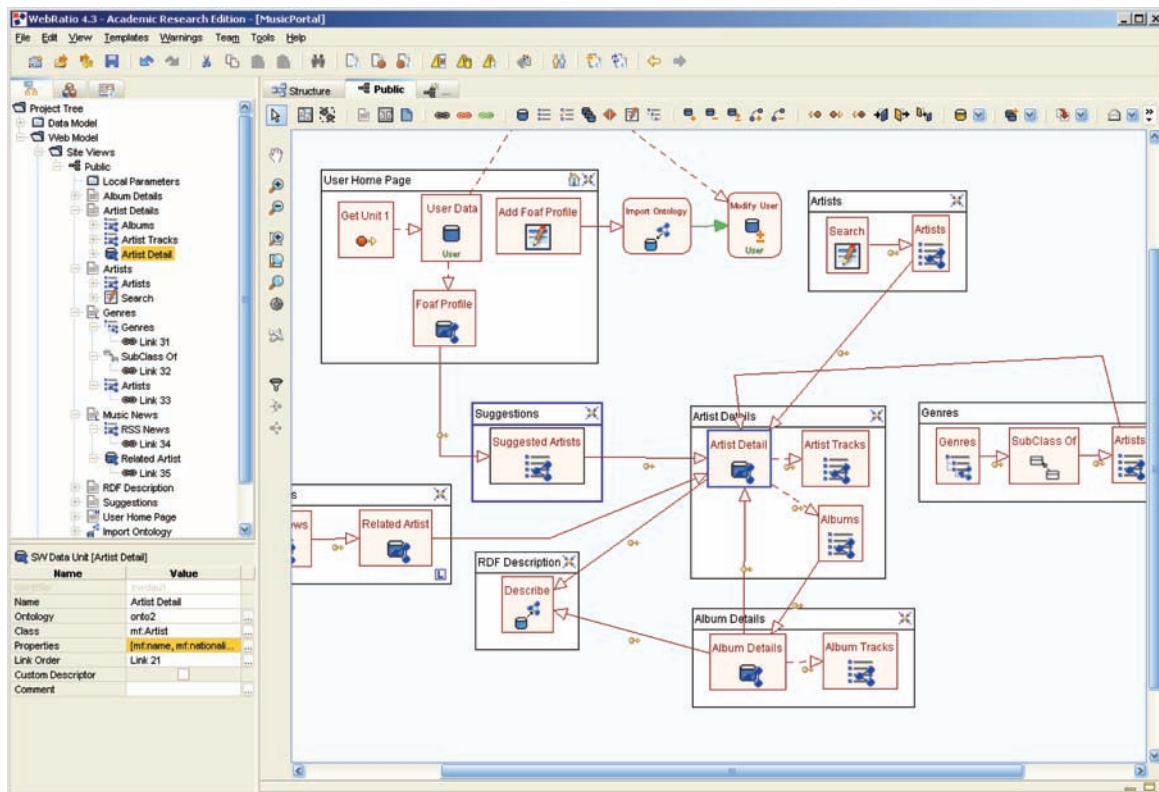 WebRatio 4.3 - Academic Research Edition - [MusicPortal]
File Edit View Templates Warnings Team Tools Help
Structure
Public
...
Project Tree
Data Model
Web Model
Site Views
Public
Local Parameters
Album Details
Artist Details
Albums
Artist Tracks
Artist Detail
Artists
Artists
Search
Genres
Genres
Link 31
SubClass Of
Link 32
Artists
Link 33
Music News
RSS News
Link 34
Related Artist
Link 35
RDF Description
Suggestions
User Home Page
Import Ontology
SW Data Unit [Artist Detail]
Name Value
Name Artist Detail
Ontology onto2
Class mf:Artist
Properties [mf:name, mf:nationali...
Link Order Link 21
Custom Descriptor
Comment
User Home Page
Get Unit 1
User Data
User
Add Foaf Profile
Import Ontology
Modify User
User
Foaf Profile
Artists
Search
Artists
Suggestions
Suggested Artists
Artist Details
Artist Detail
Artist Tracks
Albums
Genres
Genres
SubClass Of
Artists
s
ews
Related Artist
RDF Description
Describe
Album Details
Album Details
Album Tracks
L